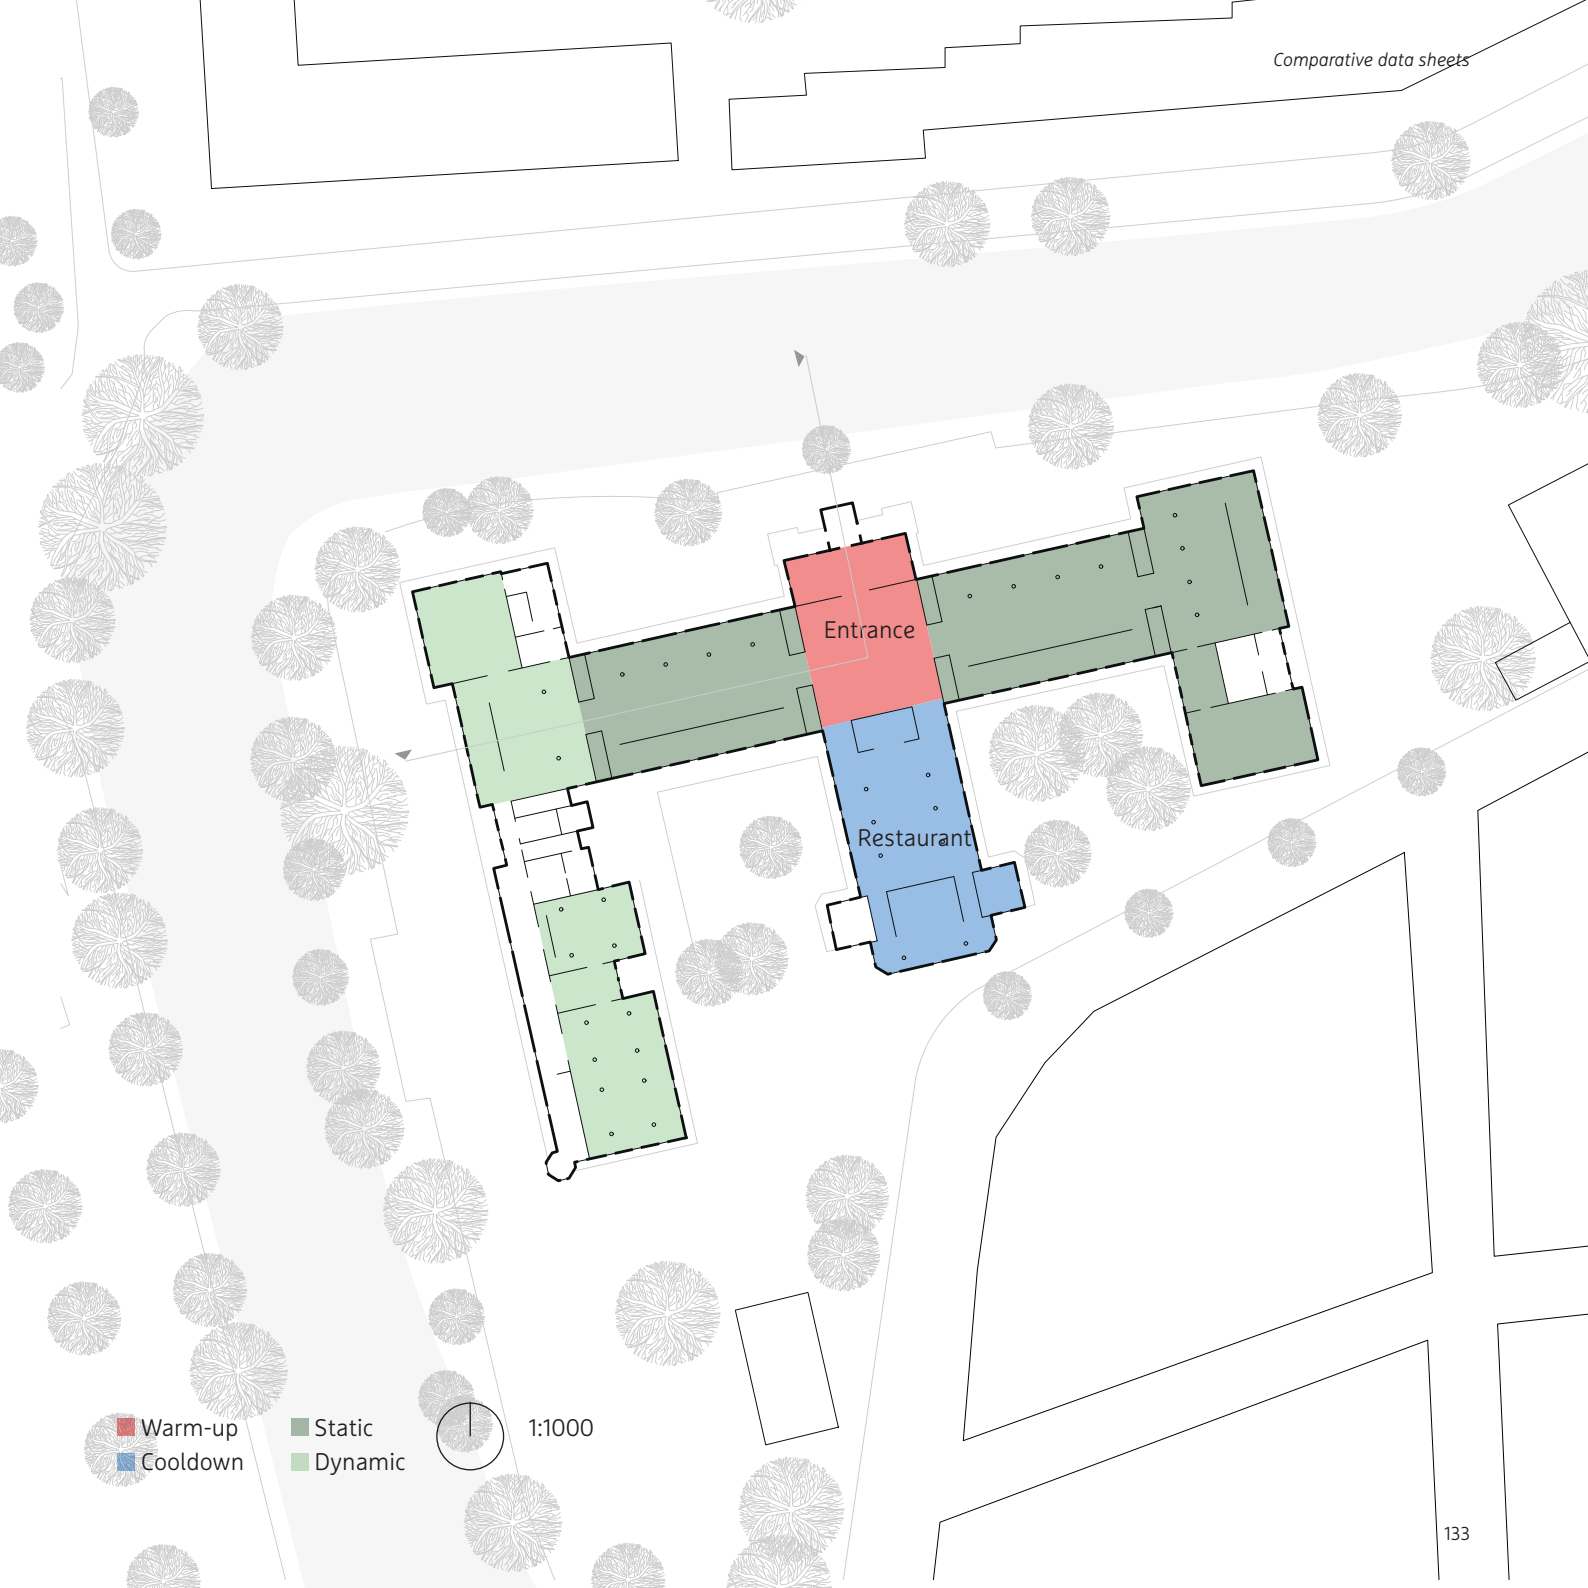 Comparative data sheets
Entrance
Restaurant
Warm-up
Static
1:1000
Cooldown
Dynamic
133